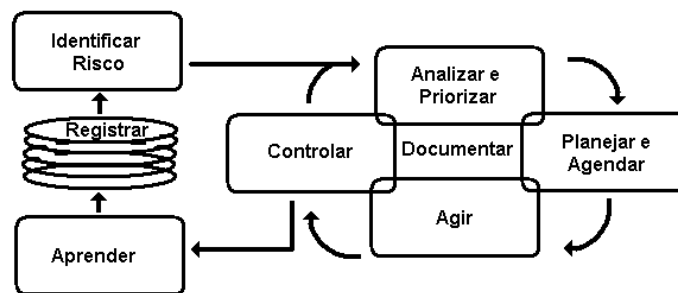 Identificar
Risco
Analizar e
Priorizar
Registrar
Controlar
Documentar
Planejar e
Agendar
Agir
Aprender